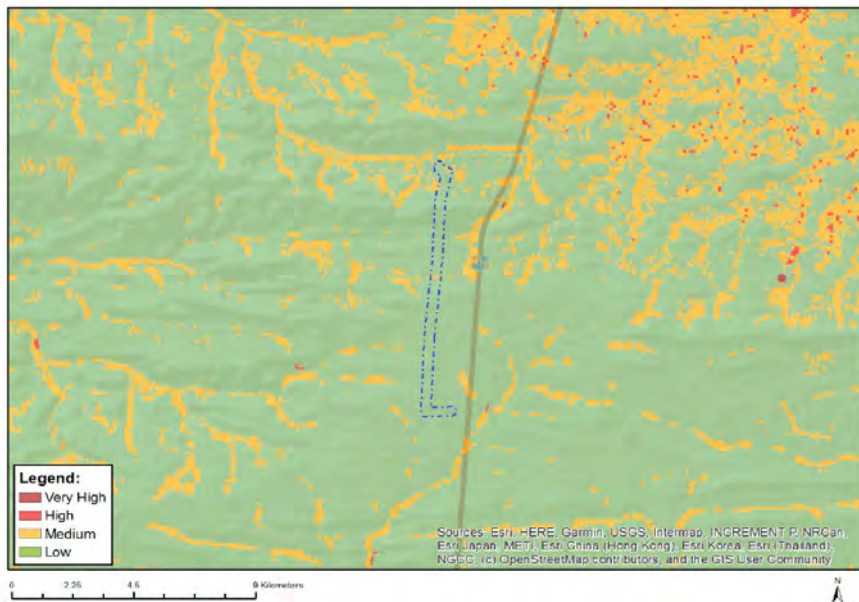 Legend:
Very High
High
Medium
Low
Sources: Esri, HERE, Garmin, USGS, Intermap, INCREMENT P, NRCan,
Esri Japan, METI, Esri China (Hong Kong), Esri Korea, Esri (Thailand),
NGCC, (c) OpenStreetMap contributors, and the GIS User Community
0 2.25 4.5 9 Kilometers
N